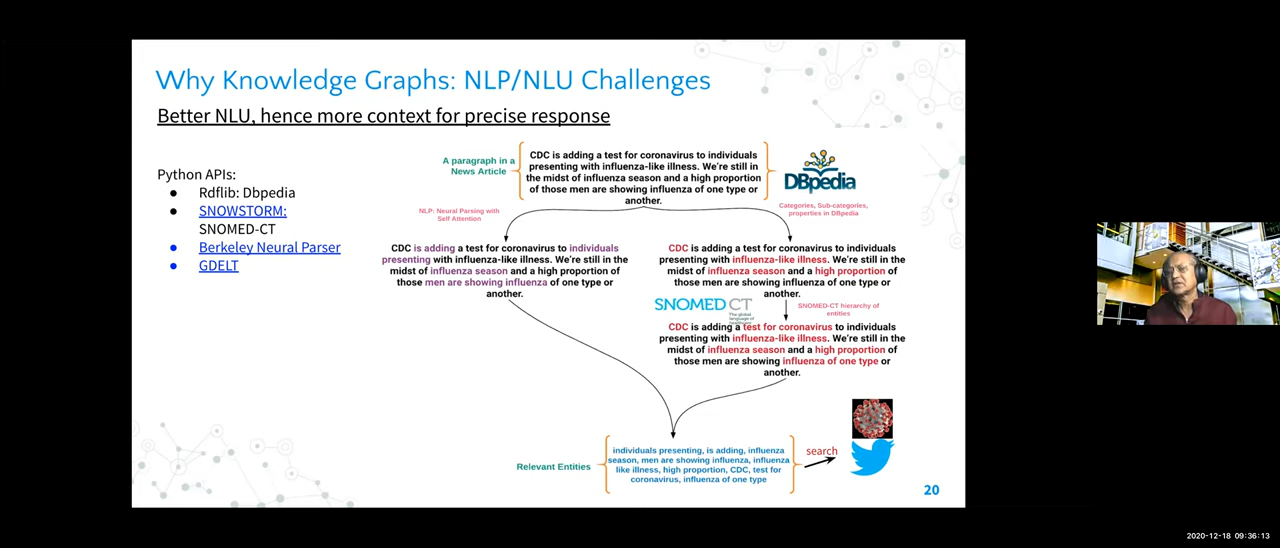 Why Knowledge Graphs: NLP/NLU Challenges
Better NLU, hence more context for precise response
Python APIs:
● Rdflib: Dbpedia
● SNOWSTORM:
SNOMED-CT
● Berkeley Neural Parser
● GDELT
A paragraph in a
News Article
CDC is adding a test for coronavirus to individuals
presenting with influenza-like illness. We're still in
the midst of influenza season and a high proportion
of those men are showing influenza of one type or
another.
DBpedia
NLP: Neural Parsing with
Self Attention
Categories, Sub-categories,
properties in DBpedia
CDC is adding a test for coronavirus to individuals
presenting with influenza-like illness. We're still in the
midst of influenza season and a high proportion of
those men are showing influenza of one type or
another.
CDC is adding a test for coronavirus to individuals
presenting with influenza-like illness. We're still in the
midst of influenza season and a high proportion of
those men are showing influenza of one type or
another.
SNOMED CT
The global
language of
healthcare
SNOMED-CT hierarchy of
entities
CDC is adding a test for coronavirus to individuals
presenting with influenza-like illness. We're still in the
midst of influenza season and a high proportion of
those men are showing influenza of one type or
another.
Relevant Entities
individuals presenting, is adding, influenza
season, men are showing influenza, influenza
like illness, high proportion, CDC, test for
coronavirus, influenza of one type
search
20
2020-12-18 09:36:13